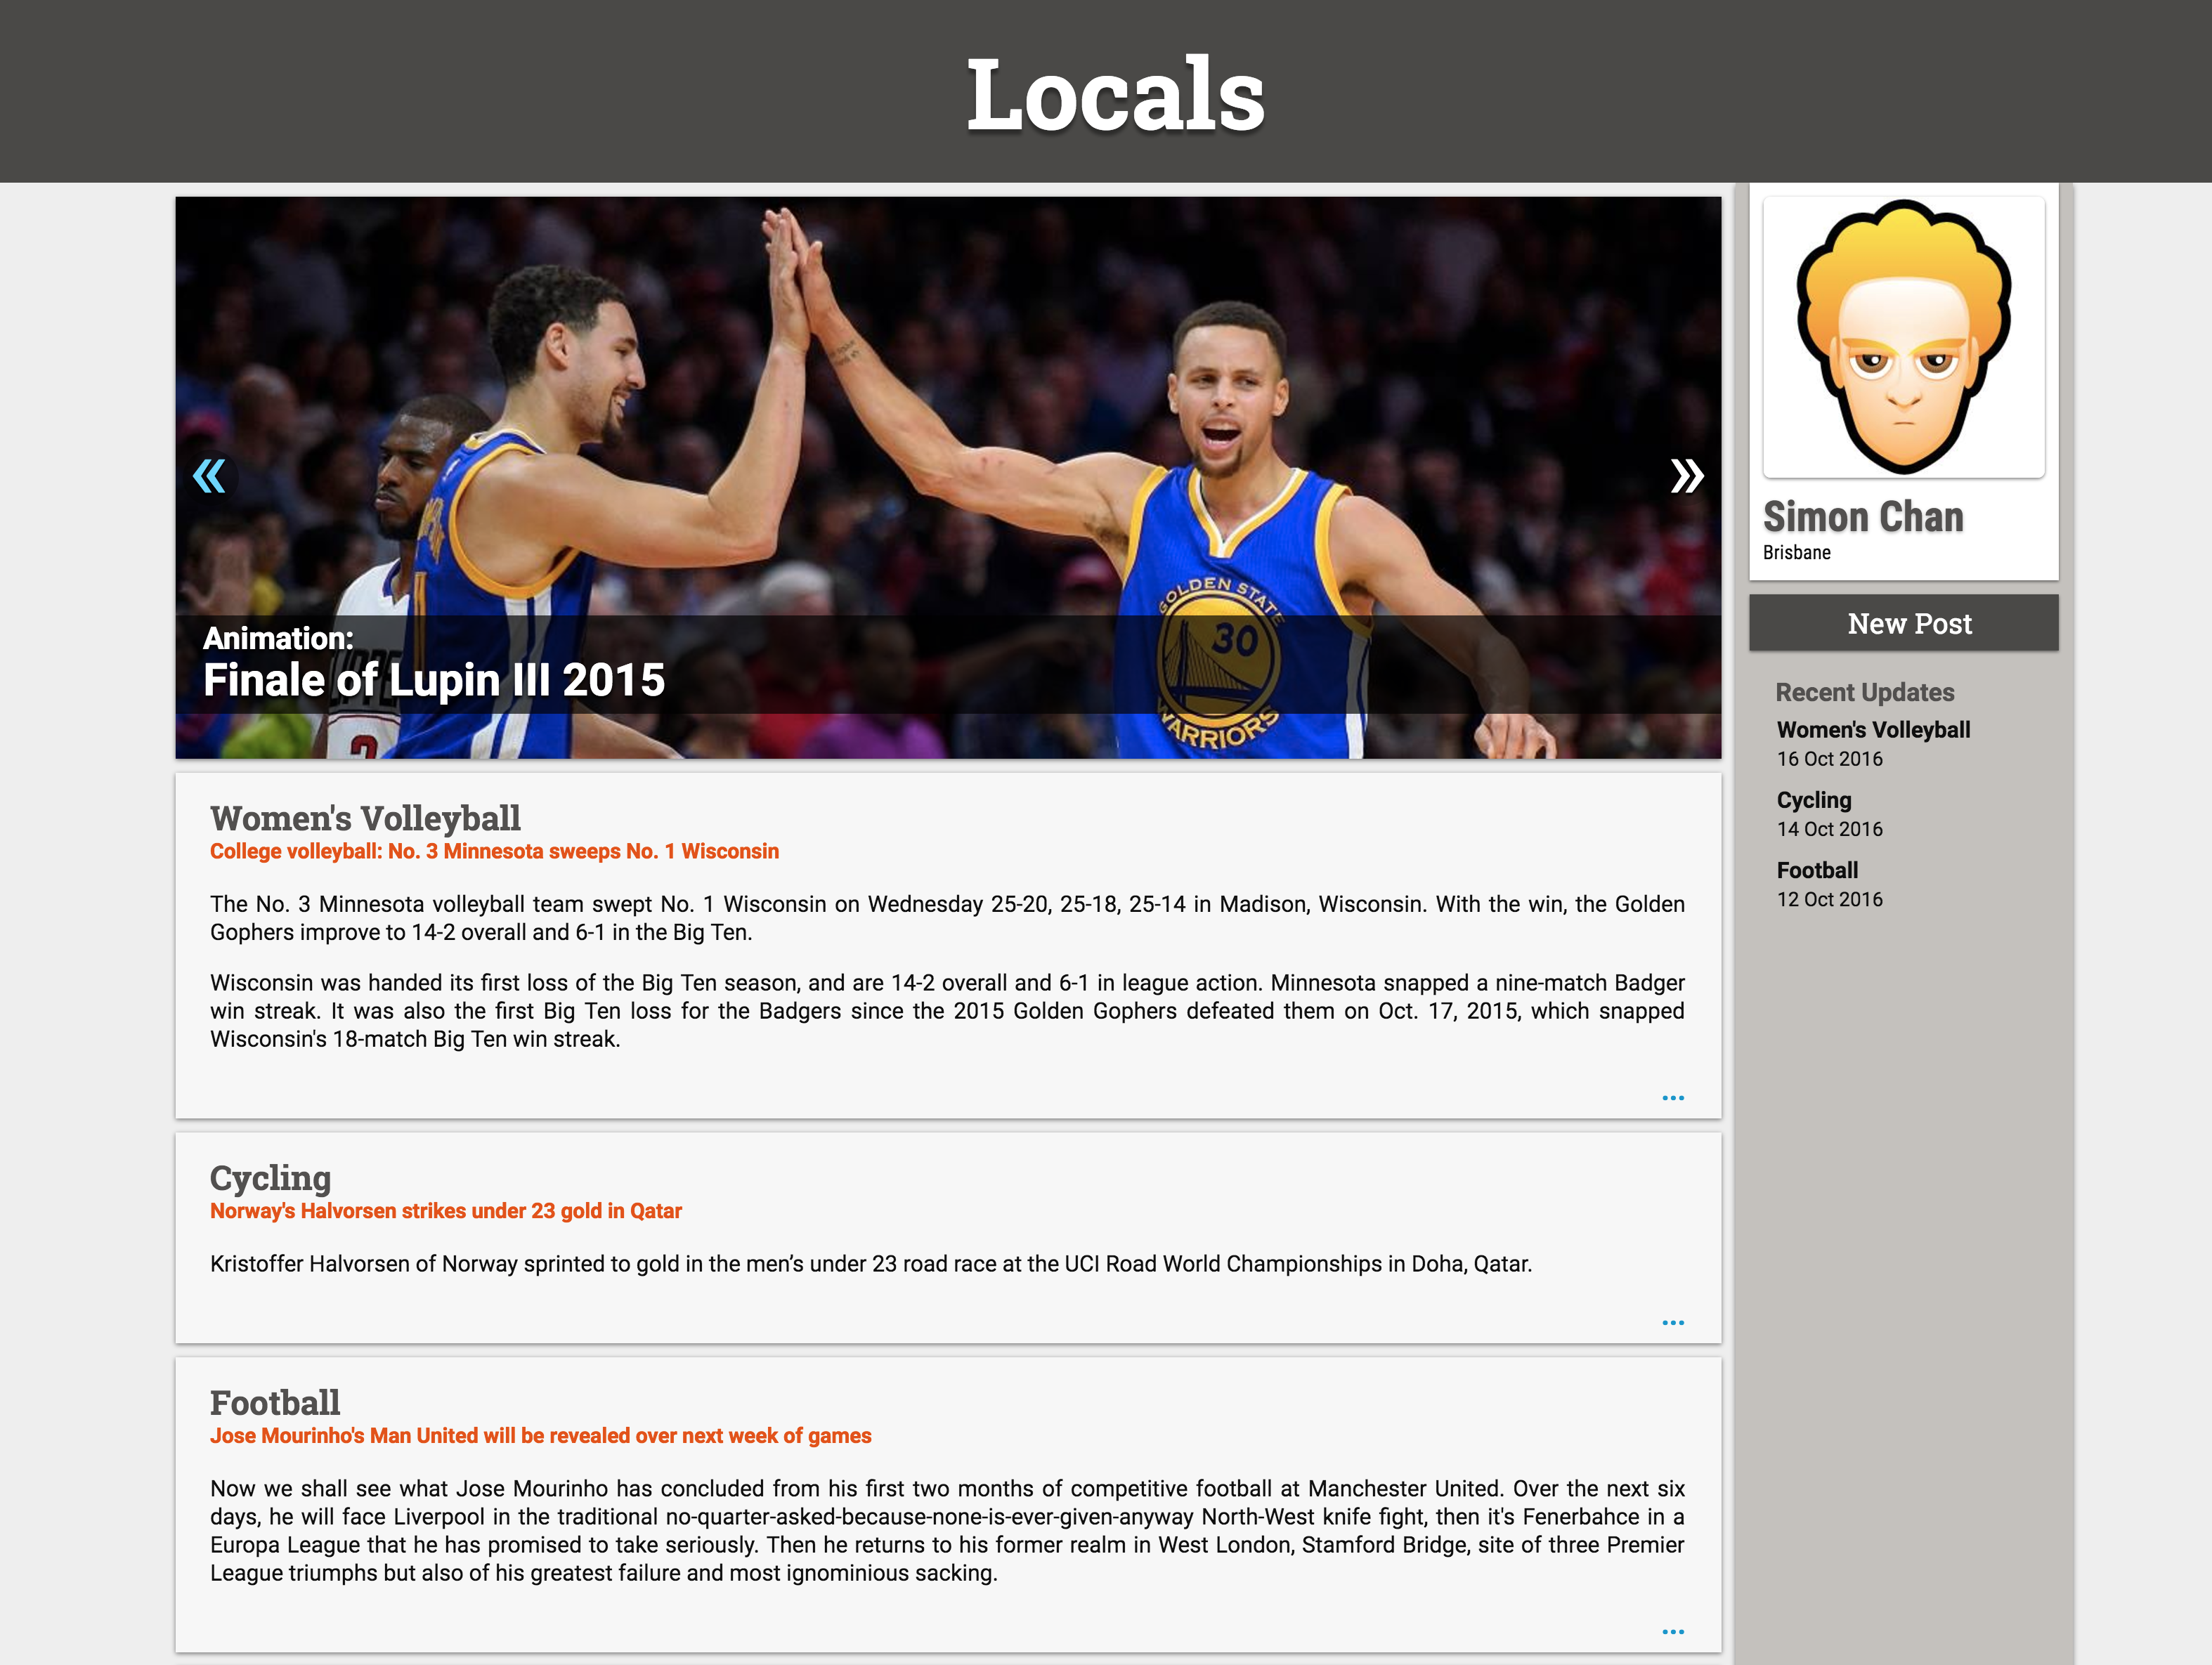 Locals
«
»
GOLDEN STATE
30
WARRIORS
Animation:
Finale of Lupin III 2015
Simon Chan
Brisbane
New Post
Recent Updates
Women's Volleyball
16 Oct 2016
Cycling
14 Oct 2016
Football
12 Oct 2016
Women's Volleyball
College volleyball: No. 3 Minnesota sweeps No. 1 Wisconsin
The No. 3 Minnesota volleyball team swept No. 1 Wisconsin on Wednesday 25-20, 25-18, 25-14 in Madison, Wisconsin. With the win, the Golden
Gophers improve to 14-2 overall and 6-1 in the Big Ten.
Wisconsin was handed its first loss of the Big Ten season, and are 14-2 overall and 6-1 in league action. Minnesota snapped a nine-match Badger
win streak. It was also the first Big Ten loss for the Badgers since the 2015 Golden Gophers defeated them on Oct. 17, 2015, which snapped
Wisconsin's 18-match Big Ten win streak.
...
Cycling
Norway's Halvorsen strikes under 23 gold in Qatar
Kristoffer Halvorsen of Norway sprinted to gold in the men’s under 23 road race at the UCI Road World Championships in Doha, Qatar.
...
Football
Jose Mourinho's Man United will be revealed over next week of games
Now we shall see what Jose Mourinho has concluded from his first two months of competitive football at Manchester United. Over the next six
days, he will face Liverpool in the traditional no-quarter-asked-because-none-is-ever-given-anyway North-West knife fight, then it's Fenerbahce in a
Europa League that he has promised to take seriously. Then he returns to his former realm in West London, Stamford Bridge, site of three Premier
League triumphs but also of his greatest failure and most ignominious sacking.
...